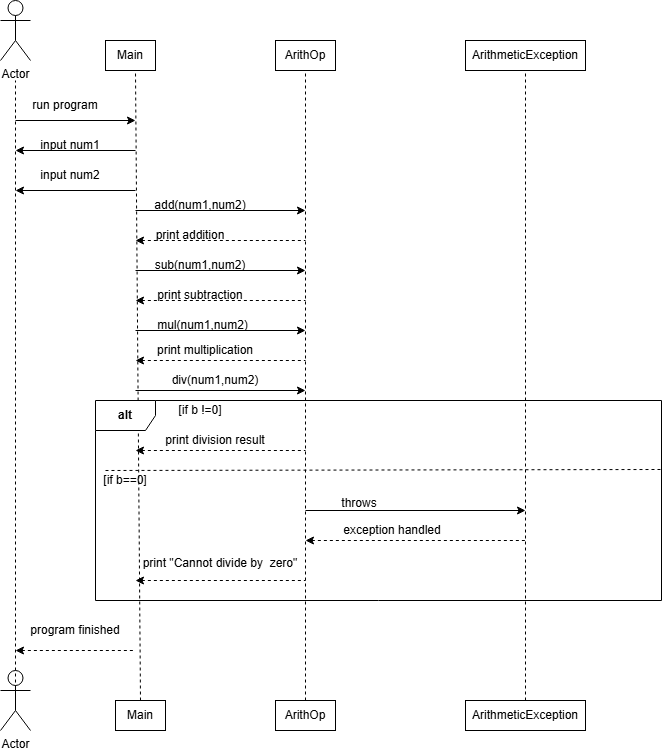 Actor
Main
ArithOp
ArithmeticException
run program
input num1
input num2
add(num1,num2)
print addition
sub(num1,num2)
print subtraction
mul(num1,num2)
print multiplication
div(num1,num2)
alt
[if b !=0]
print division result
[if b==0]
throws
exception handled
print "Cannot divide by  zero"
program finished
Main
ArithOp
ArithmeticException
Actor